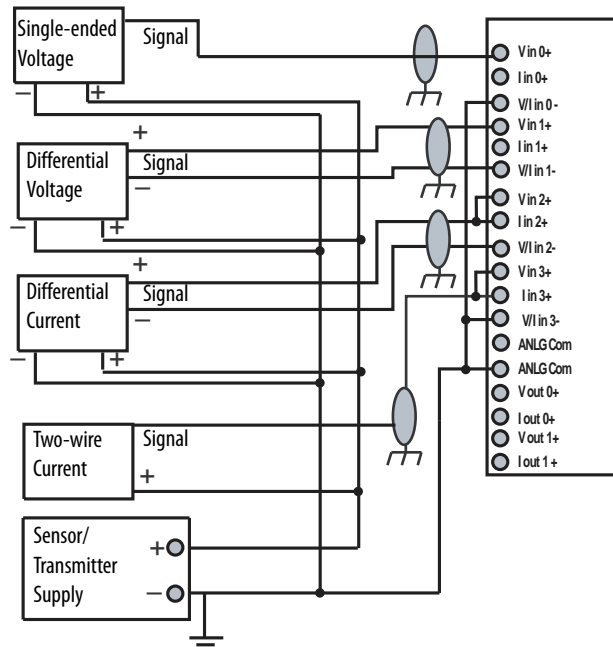 Single-ended
Voltage
Signal
−
+
+
Differential
Voltage
Signal
−
−
+
+
Differential
Current
Signal
−
−
+
Two-wire
Current
Signal
+
Sensor/
Transmitter
Supply
+
−
V in 0+
I in 0+
V/I in 0 -
V in 1+
I in 1+
V/I in 1-
V in 2+
I in 2+
V/I in 2-
V in 3+
I in 3+
V/I in 3-
ANLG Com
ANLG Com
V out 0+
I out 0+
V out 1+
I out 1 +